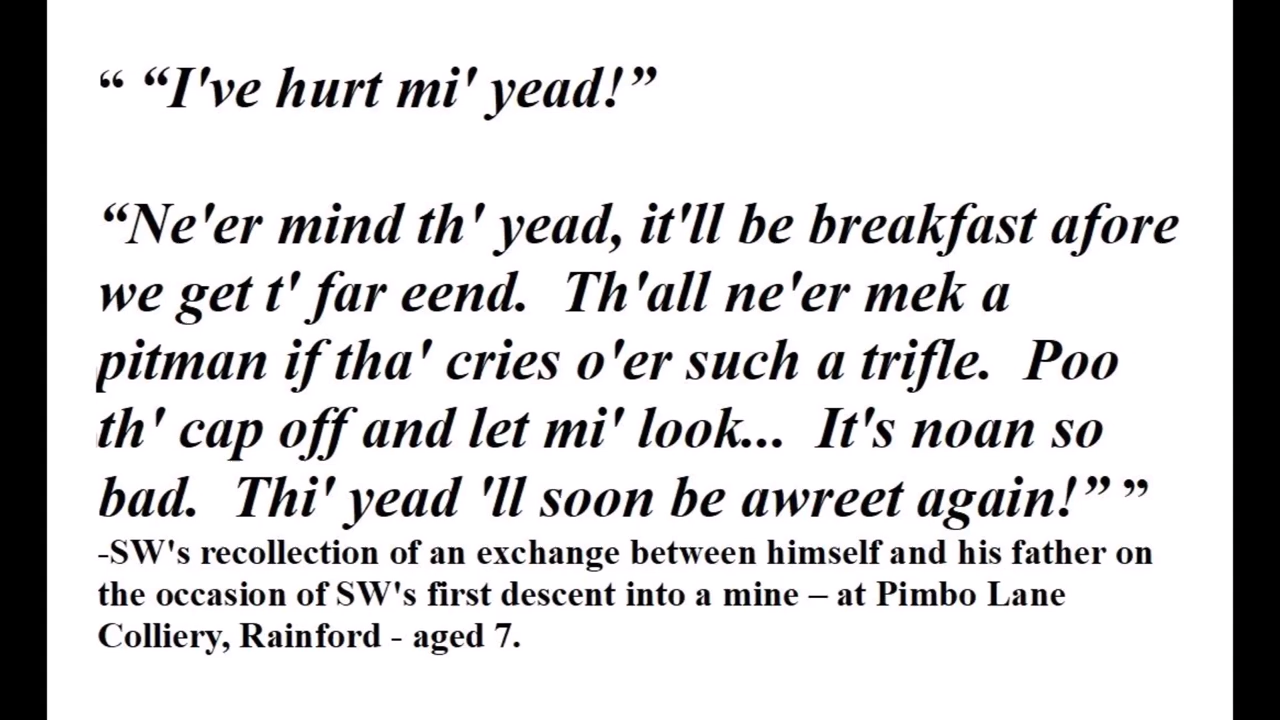 “ “I've hurt mi' yead!”
“Ne'er mind th' yead, it'll be breakfast afore
we get t' far eend.  Th'all ne'er mek a
pitman if tha' cries o'er such a trifle.  Poo
th' cap off and let mi' look...  It's noan so
bad.  Thi' yead 'll soon be awreet again!” ”
-SW's recollection of an exchange between himself and his father on
the occasion of SW's first descent into a mine – at Pimbo Lane
Colliery, Rainford - aged 7.